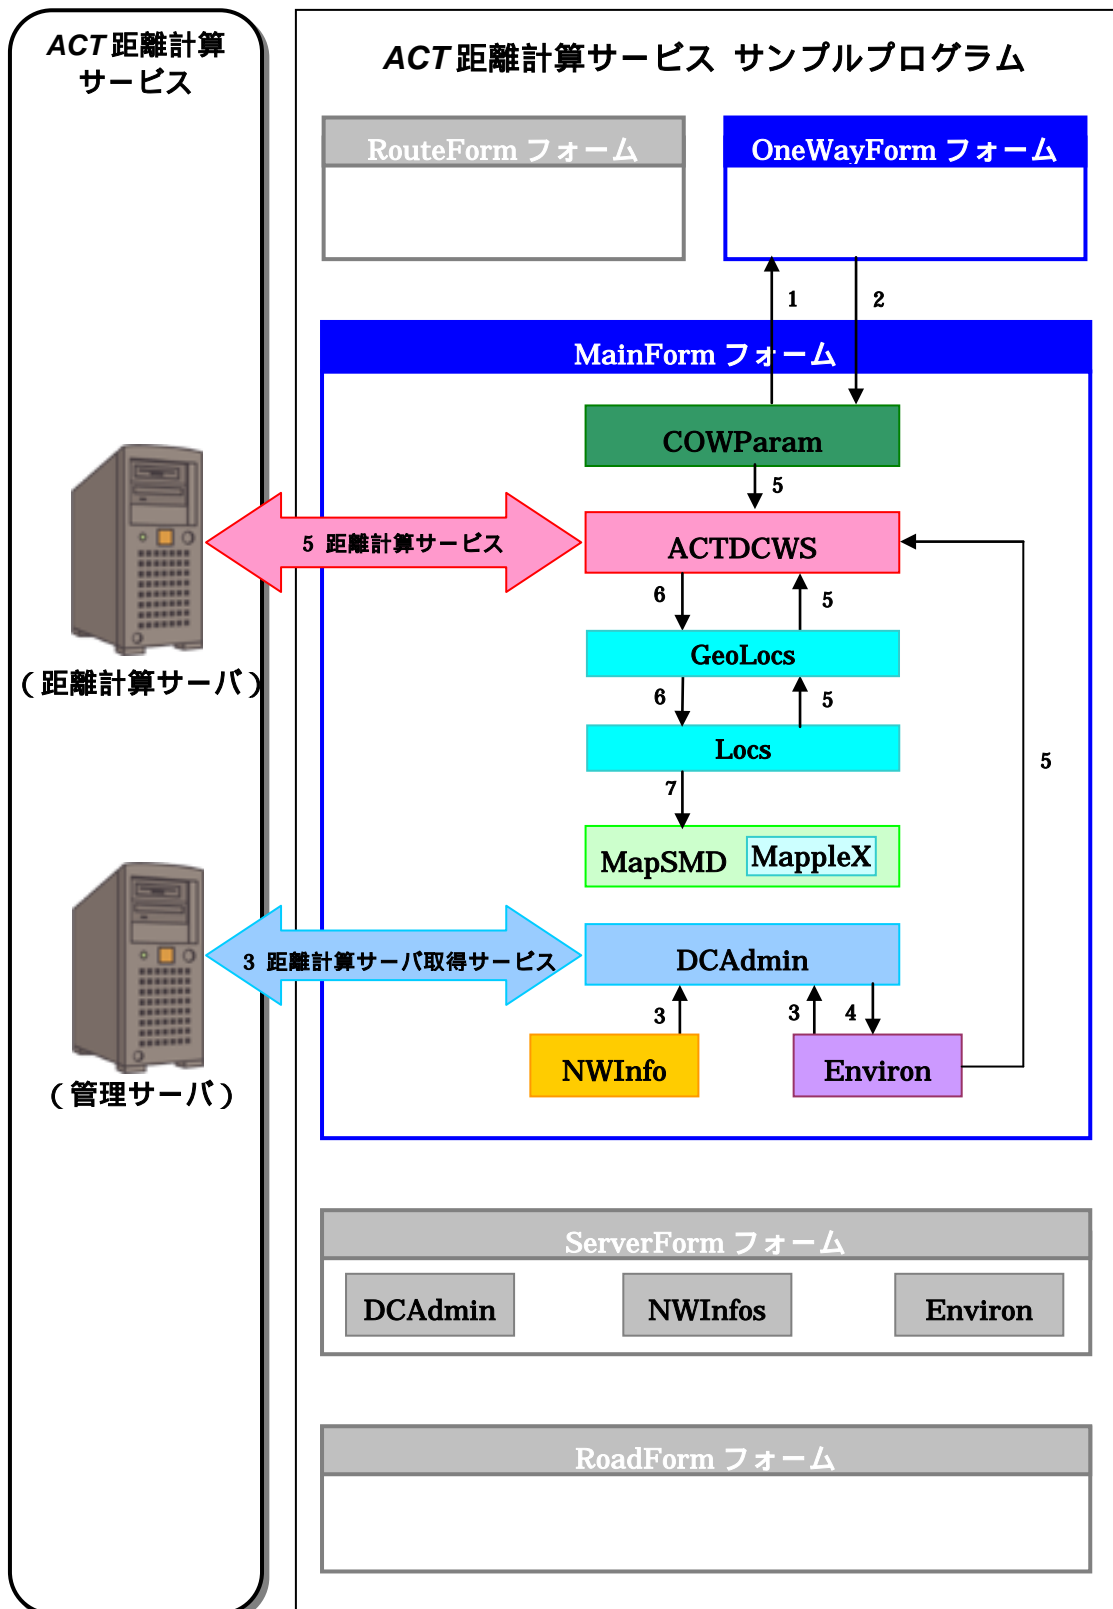 ACT 距離計算
サービス
ACT 距離計算サービス サンプルプログラム
RouteForm フォーム
OneWayForm フォーム
1
2
MainForm フォーム
COWParam
5
5 距離計算サービス
ACTDCWS
6
5
(距離計算サーバ)
GeoLocs
6
5
Locs
5
7
MapSMD
MappleX
3 距離計算サーバ取得サービス
DCAdmin
3
3
4
NWInfo
Environ
(管理サーバ)
ServerForm フォーム
DCAdmin
NWInfos
Environ
RoadForm フォーム